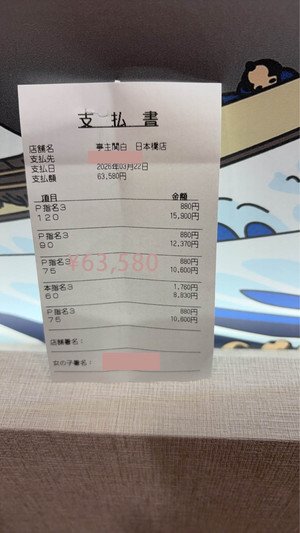 支払書
店舗名 亭主関白 日本橋店
支払先
支払日 2026年03月22日
支払額 63,580円
項目 金額
P指名3 880円
120 15,900円
P指名3 880円
90 12,370円
P指名3 880円
75 10,600円
¥63,580
本指名3 1,760円
60 8,830円
P指名3 880円
75 10,600円
店舗署名：
女の子署名：